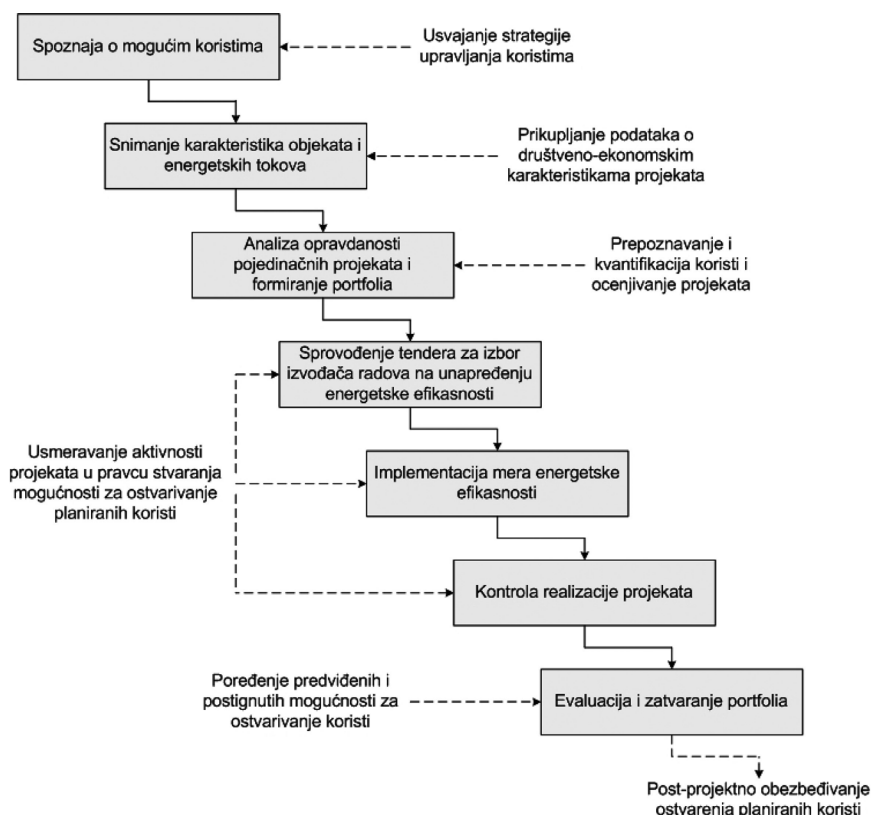 Spoznaja o mogućim koristima
Usvajanje strategije
upravljanja koristima
Snimanje karakteristika objekata i
energetskih tokova
Prikupljanje podataka o
društveno-ekonomskim
karakteristikama projekata
Analiza opravdanosti
pojedinačnih projekata i
formiranje portfolia
Prepoznavanje i
kvantifikacija koristi i
ocenjivanje projekata
Sprovođenje tendera za izbor
izvođača radova na unapređenju
energetske efikasnosti
Usmeravanje aktivnosti
projekata u pravcu stvaranja
mogućnosti za ostvarivanje
planiranih koristi
Implementacija mera energetske
efikasnosti
Kontrola realizacije projekata
Poređenje predviđenih i
postignutih mogućnosti za
ostvarivanje koristi
Evaluacija i zatvaranje portfolia
Post-projektno obezbeđivanje
ostvarenja planiranih koristi